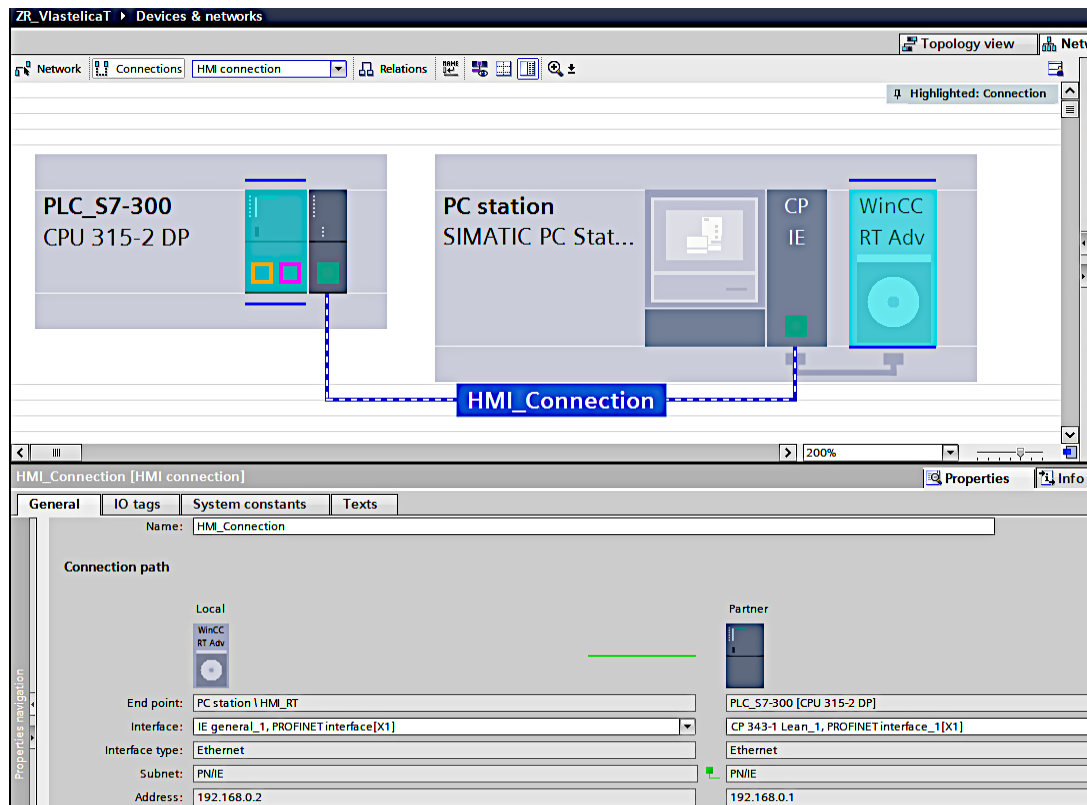 ZR_VlastelicaT ▸ Devices & networks
Topology view
Network
Connections
HMI connection
Relations
NAME
Highlighted: Connection
PLC_S7-300
CPU 315-2 DP
PC station
SIMATIC PC Stat...
CP
IE
WinCC
RT Adv
HMI_Connection
200%
HMI_Connection [HMI connection]
Properties
Info
General
IO tags
System constants
Texts
Name:
HMI_Connection
Connection path
Local
Partner
WinCC
RT Adv
End point:
PC station \ HMI_RT
PLC_S7-300 [CPU 315-2 DP]
Interface:
IE general_1, PROFINET interface[X1]
CP 343-1 Lean_1, PROFINET interface_1[X1]
Interface type:
Ethernet
Ethernet
Subnet:
PN/IE
PN/IE
Address:
192.168.0.2
192.168.0.1
Properties navigation